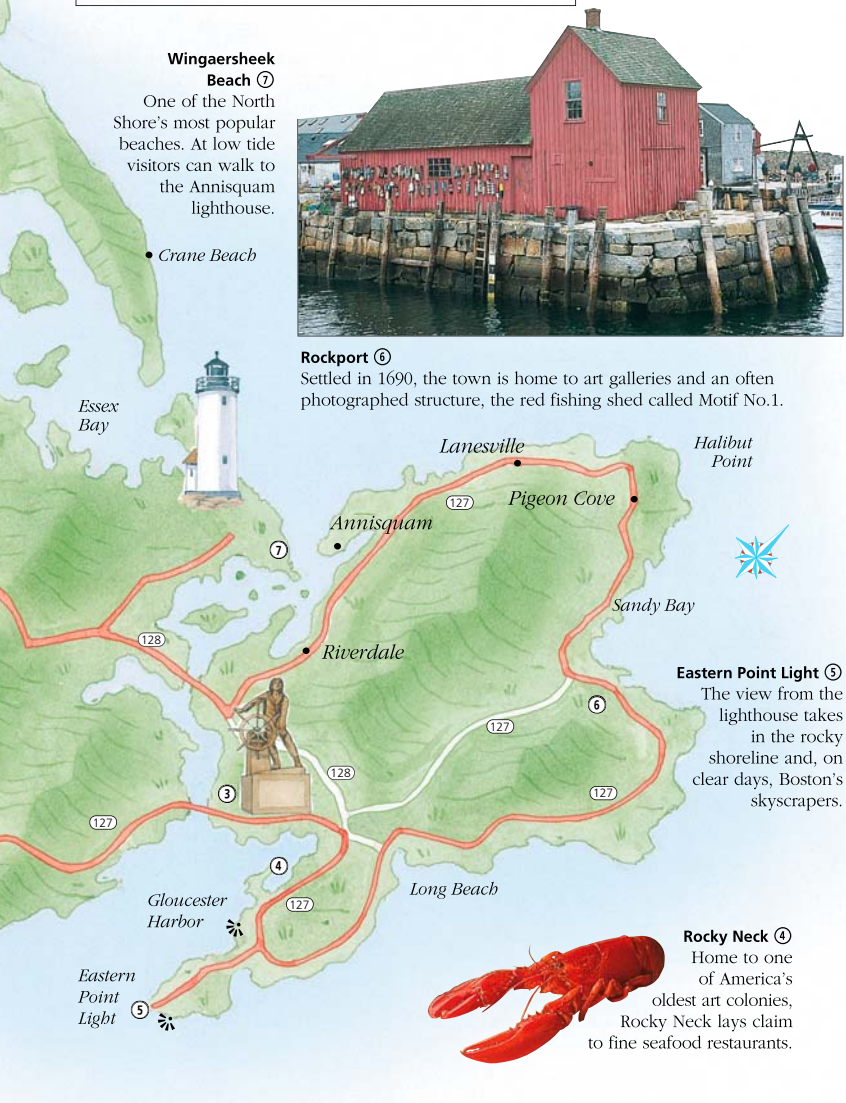 Wingaersheek
Beach ⑦
One of the North
Shore's most popular
beaches. At low tide
visitors can walk to
the Annisquam
lighthouse.
Crane Beach
Rockport ⑥
Settled in 1690, the town is home to art galleries and an often
photographed structure, the red fishing shed called Motif No.1.
Essex
Bay
Lanesville
Halibut
Point
127
Pigeon Cove
Annisquam
7
Sandy Bay
128
Riverdale
Eastern Point Light ⑤
The view from the
lighthouse takes
in the rocky
shoreline and, on
clear days, Boston's
skyscrapers.
6
127
128
3
127
127
4
Long Beach
Gloucester
Harbor
127
Rocky Neck ④
Home to one
of America's
oldest art colonies,
Rocky Neck lays claim
to fine seafood restaurants.
Eastern
Point
Light
5